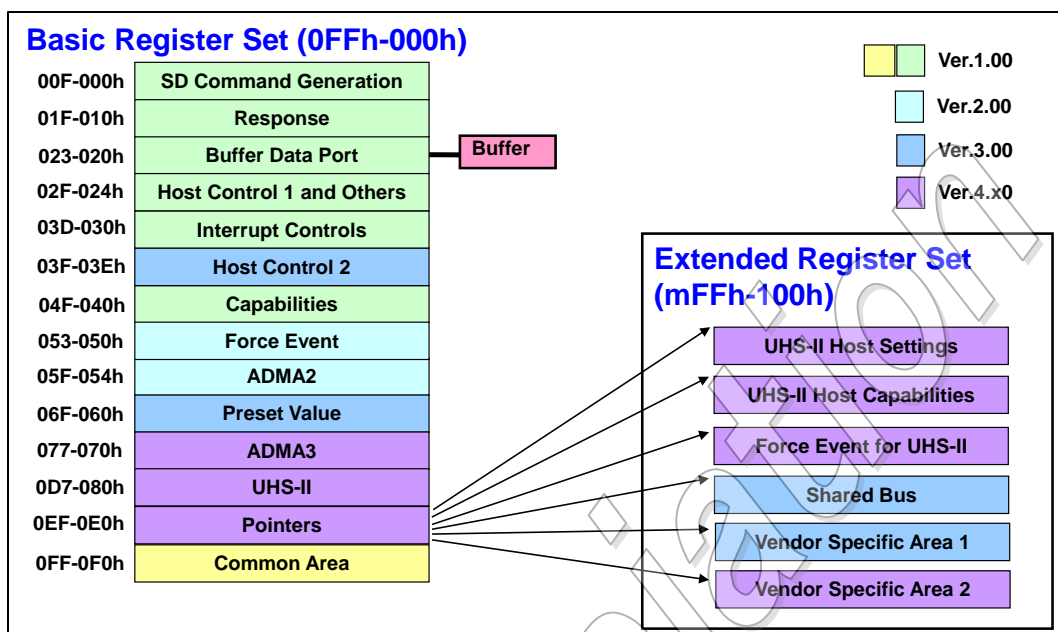 Basic Register Set (0FFh-000h)
00F-000h SD Command Generation
01F-010h Response
023-020h Buffer Data Port
Buffer
02F-024h Host Control 1 and Others
03D-030h Interrupt Controls
03F-03Eh Host Control 2
04F-040h Capabilities
053-050h Force Event
05F-054h ADMA2
06F-060h Preset Value
077-070h ADMA3
0D7-080h UHS-II
0EF-0E0h Pointers
0FF-0F0h Common Area
Ver.1.00
Ver.2.00
Ver.3.00
Ver.4.x0
Extended Register Set
(mFFh-100h)
UHS-II Host Settings
UHS-II Host Capabilities
Force Event for UHS-II
Shared Bus
Vendor Specific Area 1
Vendor Specific Area 2